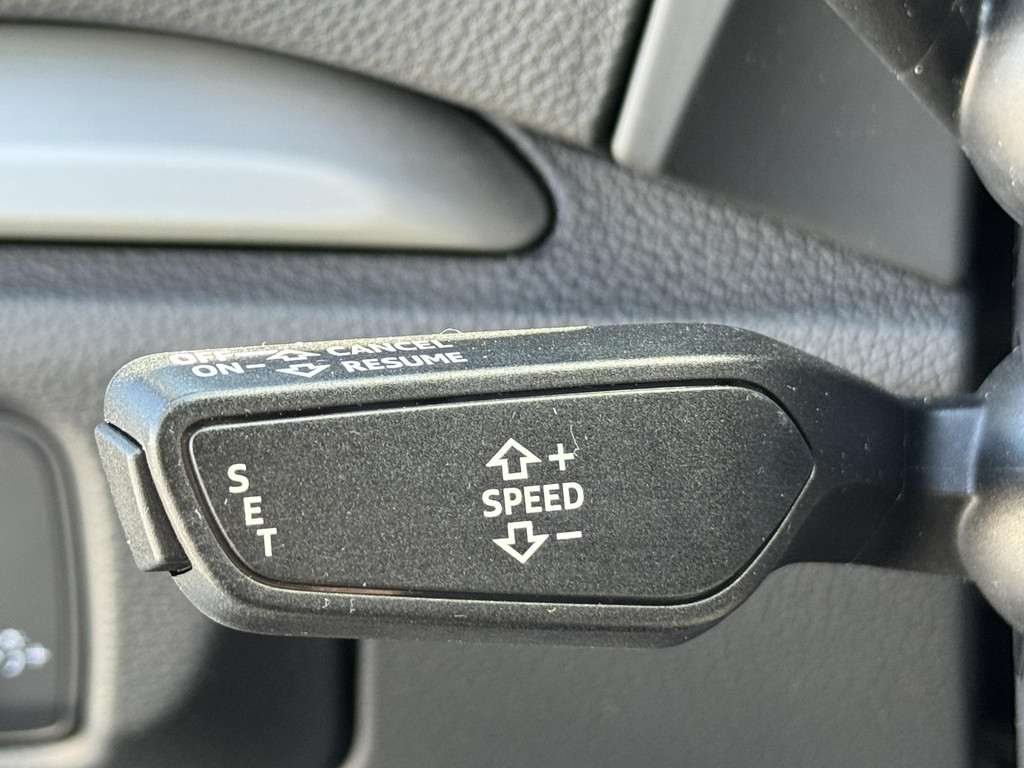 OFF CANCEL
ON– RESUME
SET
+
SPEED
–